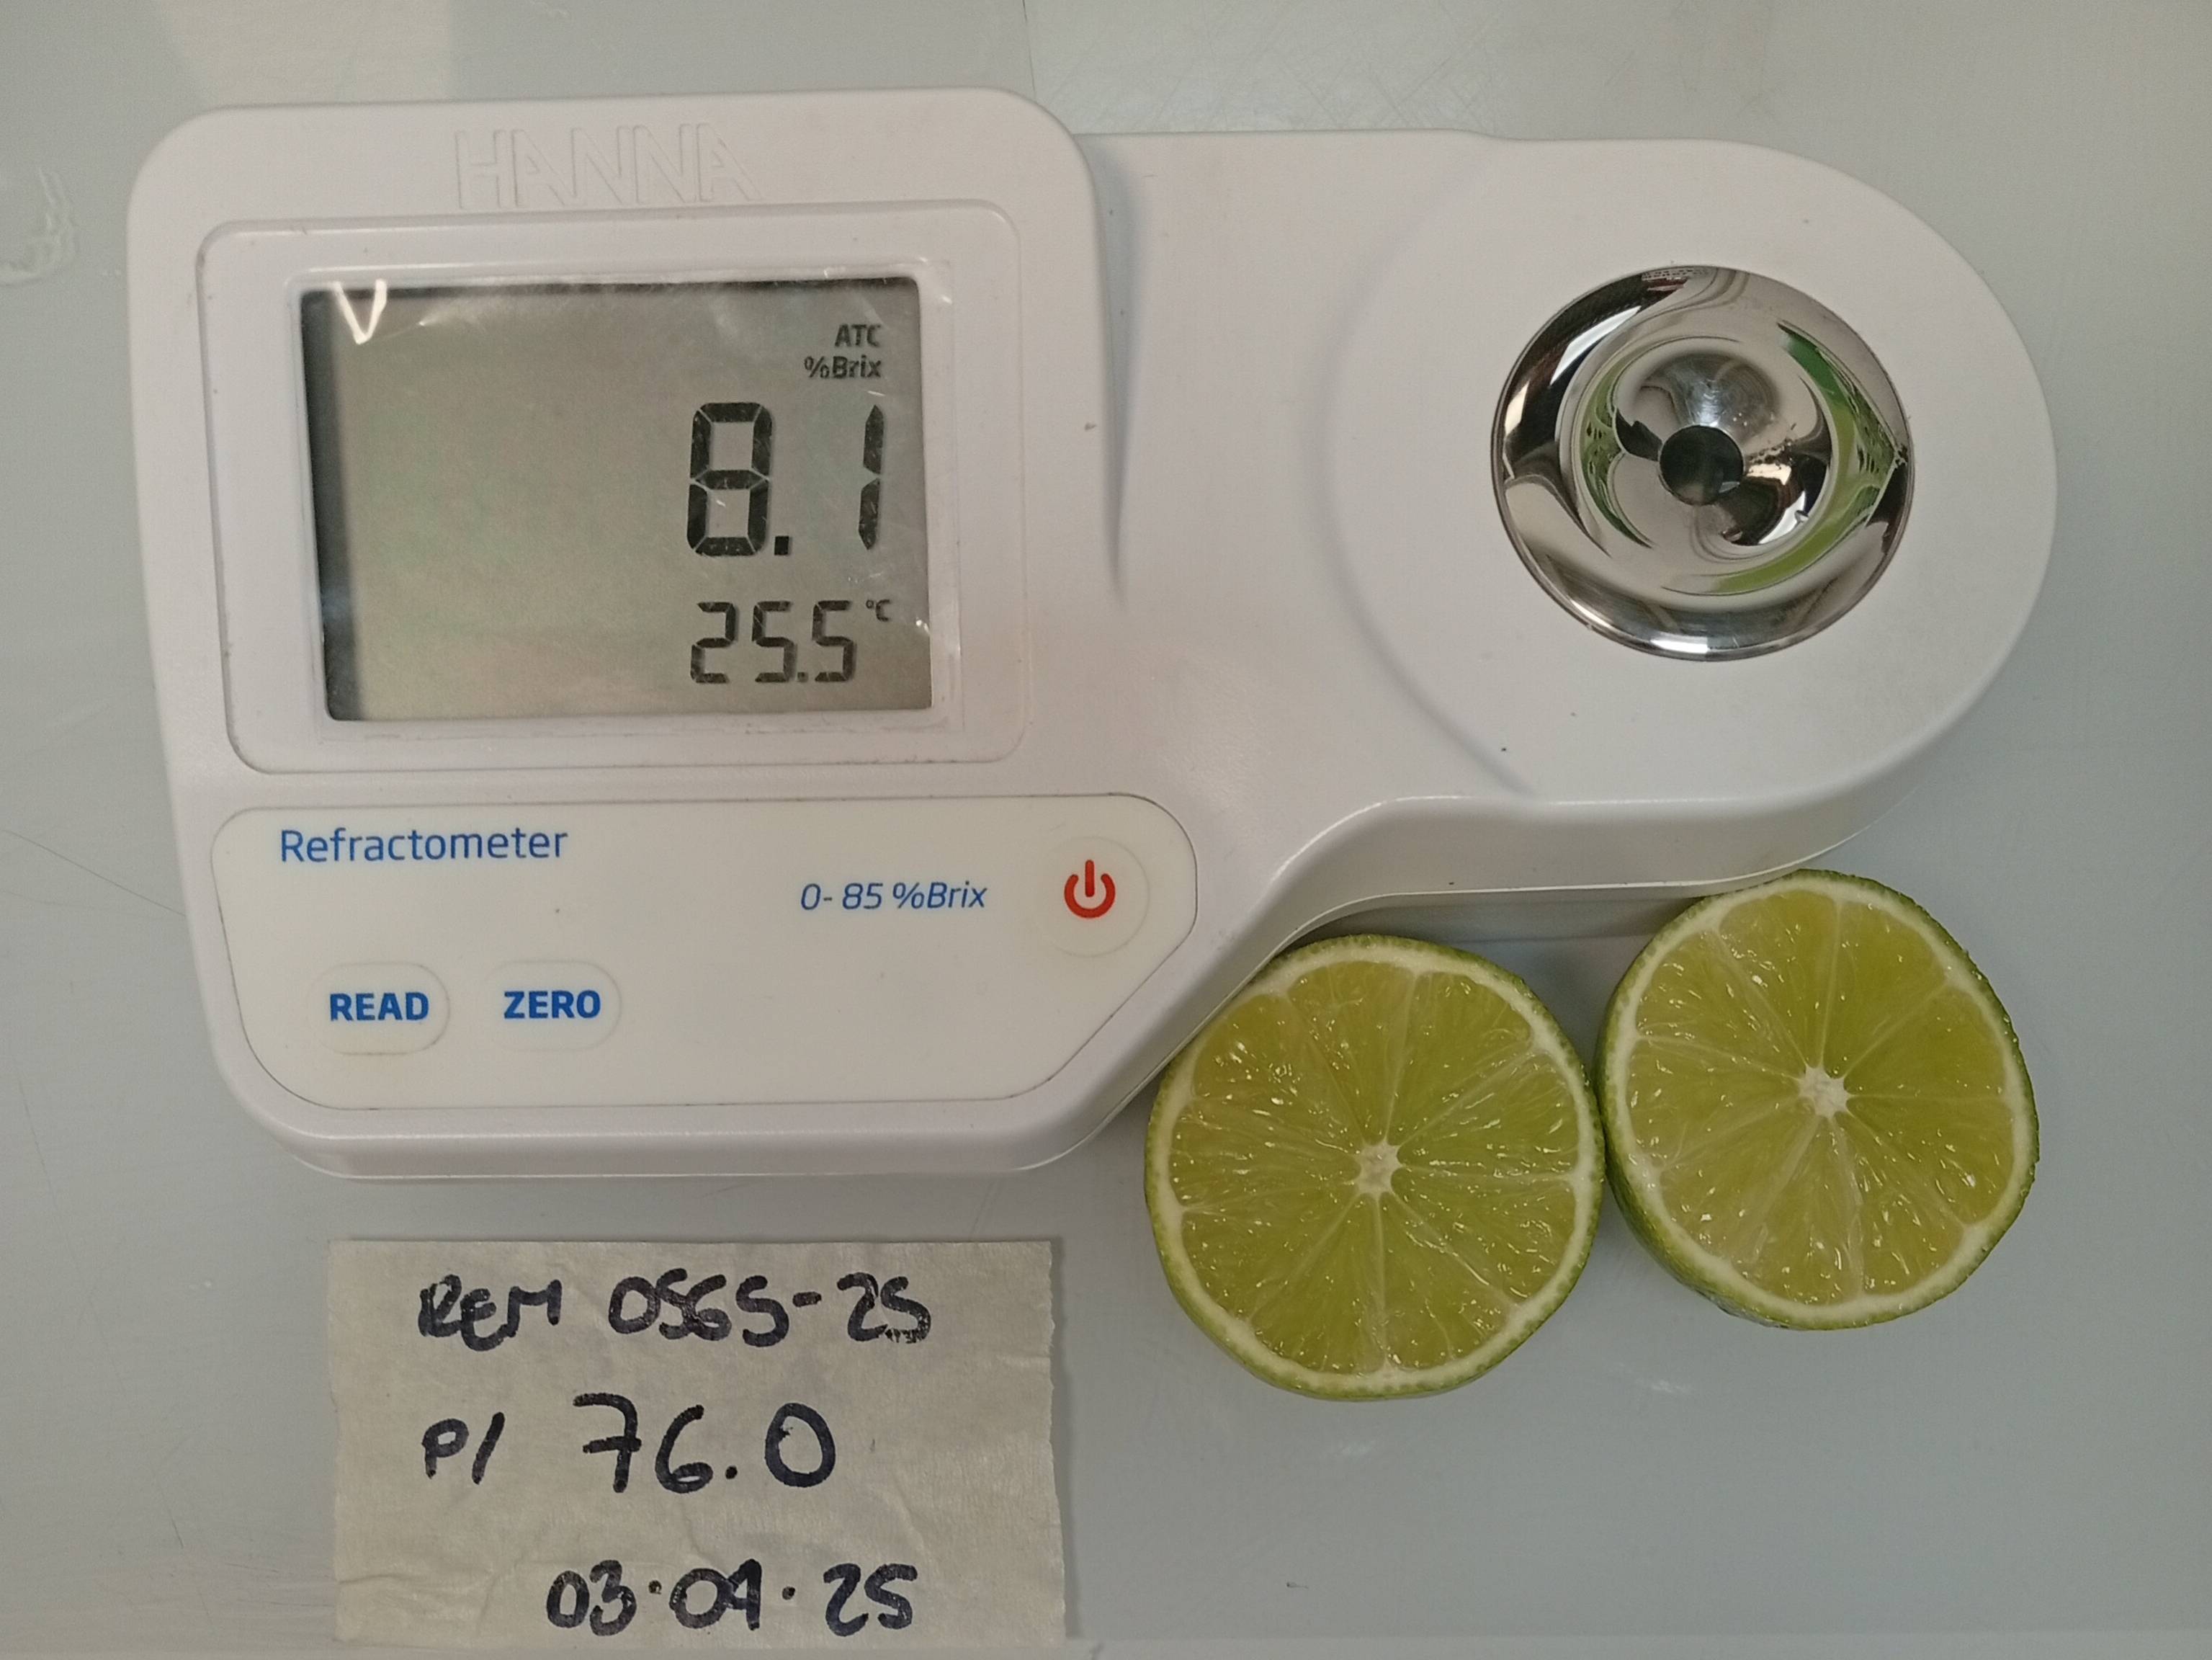 HANNA
ATC
%Brix
8.1
25.5 °C
Refractometer
0-85 %Brix
READ
ZERO
REM 0565-25
P/ 76.0
03.04.25